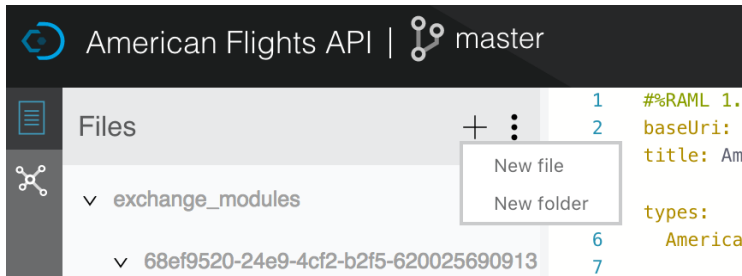 American Flights API | master
Files
New file
New folder
exchange_modules
68ef9520-24e9-4cf2-b2f5-620025690913
1 #%RAML 1.
2 baseUri:
title: Am
types:
6 America
7